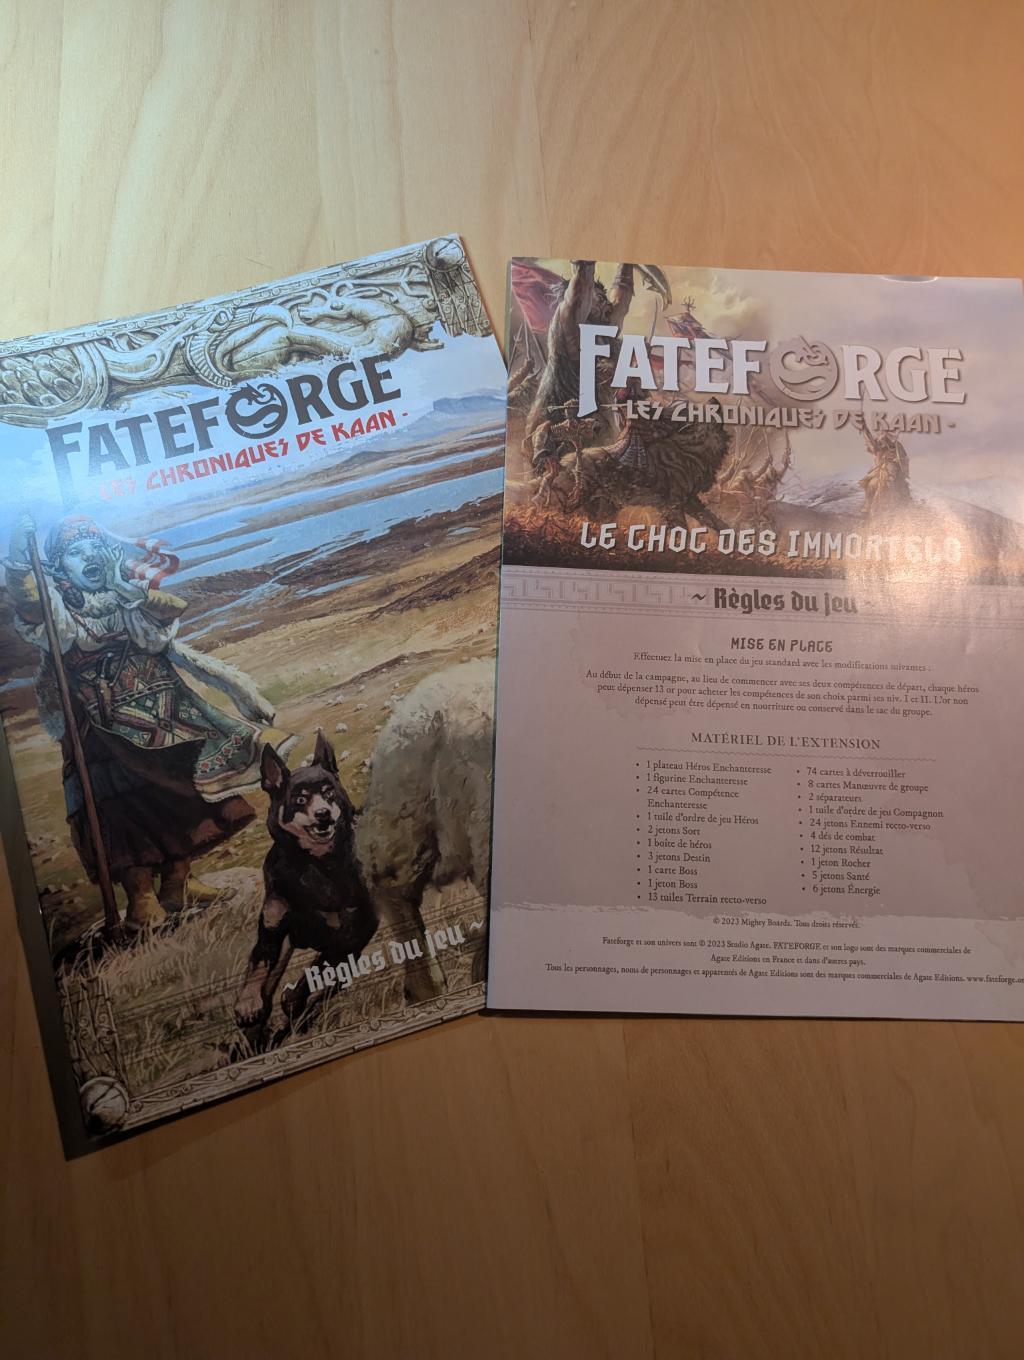 FATEFORGE
- LES CHRONIQUES DE KAAN -
~ Règles du jeu ~
FATEFORGE
- LES CHRONIQUES DE KAAN -
LE CHOC DES IMMORTELS
~ Règles du jeu ~
MISE EN PLACE
Effectuez la mise en place du jeu standard avec les modifications suivantes :
Au début de la campagne, au lieu de commencer avec ses deux compétences de départ, chaque héros
peut dépenser 13 or pour acheter les compétences de son choix parmi ses niv. I et II. L'or non
dépensé peut être dépensé en nourriture ou conservé dans le sac du groupe.
MATÉRIEL DE L'EXTENSION
• 1 plateau Héros Enchanteresse
• 1 figurine Enchanteresse
• 24 cartes Compétence
Enchanteresse
• 1 tuile d'ordre de jeu Héros
• 2 jetons Sort
• 1 boîte de héros
• 3 jetons Destin
• 1 carte Boss
• 1 jeton Boss
• 13 tuiles Terrain recto-verso
• 74 cartes à déverrouiller
• 8 cartes Manœuvre de groupe
• 2 séparateurs
• 1 tuile d'ordre de jeu Compagnon
• 24 jetons Ennemi recto-verso
• 4 dés de combat
• 12 jetons Résultat
• 1 jeton Rocher
• 5 jetons Santé
• 6 jetons Énergie
© 2023 Mighty Boards. Tous droits réservés.
Fateforge et son univers sont © 2023 Studio Agate. FATEFORGE et son logo sont des marques commerciales de
Agate Editions en France et dans d'autres pays.
Tous les personnages, noms de personnages et apparentés de Agate Editions sont des marques commerciales de Agate Editions. www.fateforge.or